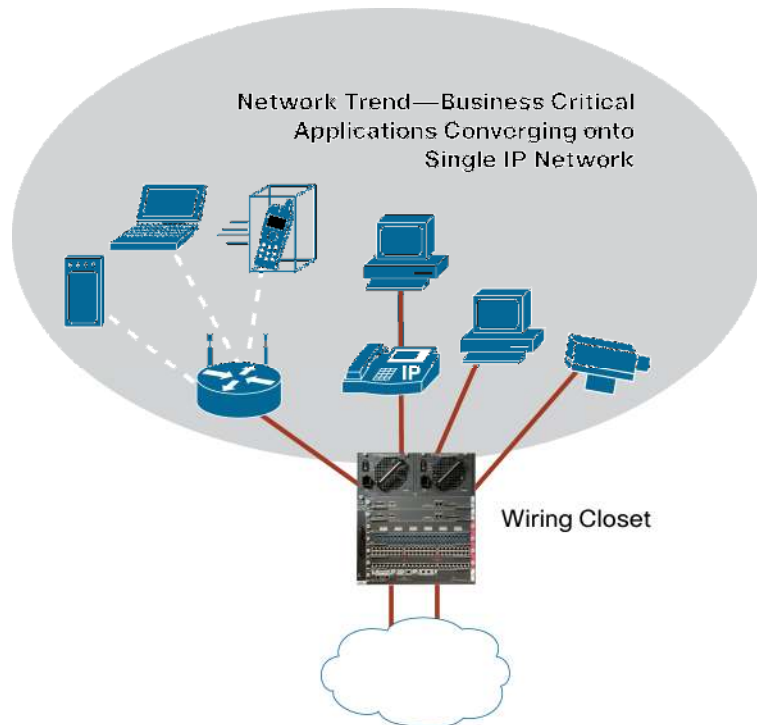 Network Trend—Business Critical
Applications Converging onto
Single IP Network
IP
Wiring Closet